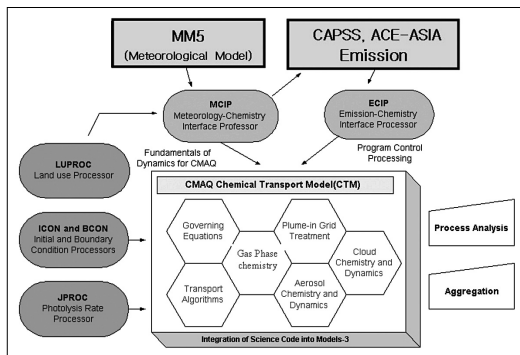 MM5
(Meteorological Model)
CAPSS, ACE-ASIA
Emission
MCIP
Meteorology-Chemistry
Interface Professor
ECIP
Emission-Chemistry
Interface Processor
Fundamentals of
Dynamics for CMAQ
Program Control
Processing
LUPROC
Land use Processor
CMAQ Chemical Transport Model(CTM)
ICON and BCON
Initial and Boundary
Condition Processors
Governing
Equations
Plume-in Grid
Treatment
Gas Phase
chemistry
Cloud
Chemistry and
Dynamics
Transport
Algorithms
Aerosol
Chemistry and
Dynamics
Process Analysis
Aggregation
JPROC
Photolysis Rate
Processor
Integration of Science Code into Models-3